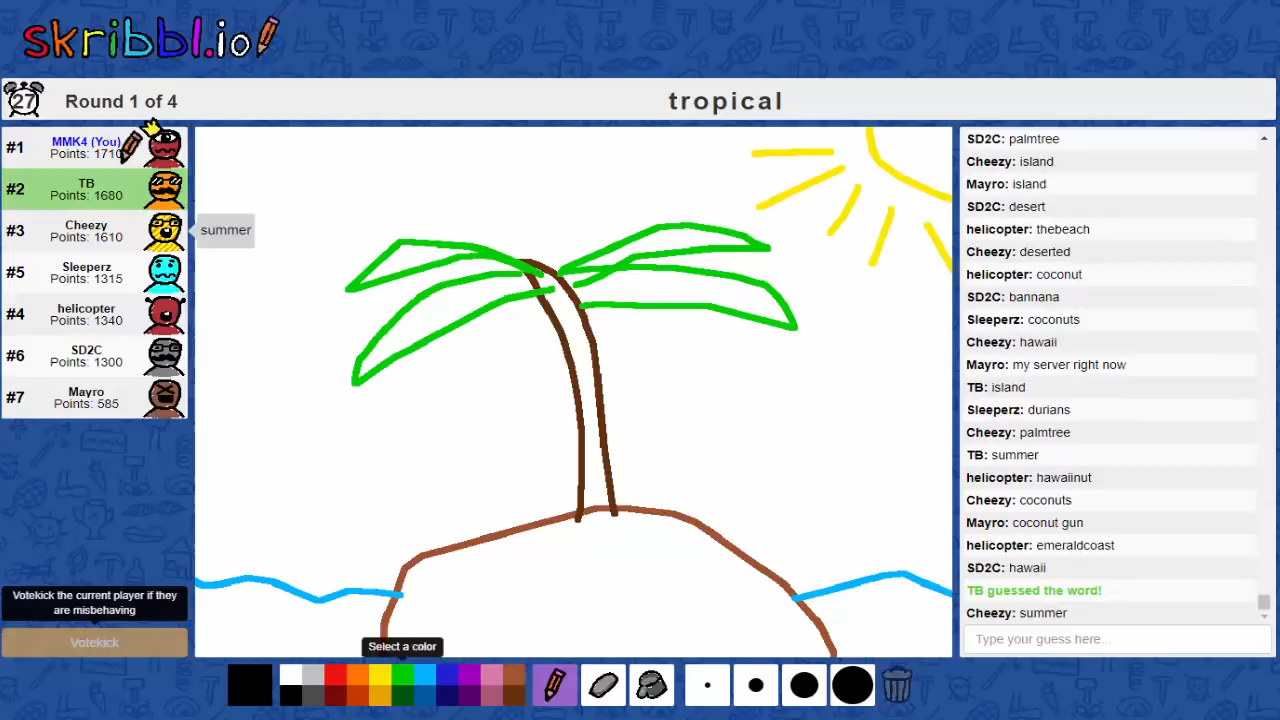 skribbl.io
27
Round 1 of 4
tropical
#1
MMK4 (You)
Points: 1710
#2
TB
Points: 1680
#3
Cheezy
Points: 1610
summer
#5
Sleeperz
Points: 1315
#4
helicopter
Points: 1340
#6
SD2C
Points: 1300
#7
Mayro
Points: 585
Votekick the current player if they
are misbehaving
Votekick
Select a color
SD2C: palmtree
Cheezy: island
Mayro: island
SD2C: desert
helicopter: thebeach
Cheezy: deserted
helicopter: coconut
SD2C: bannana
Sleeperz: coconuts
Cheezy: hawaii
Mayro: my server right now
TB: island
Sleeperz: durians
Cheezy: palmtree
TB: summer
helicopter: hawaiinut
Cheezy: coconuts
Mayro: coconut gun
helicopter: emeraldcoast
SD2C: hawaii
TB guessed the word!
Cheezy: summer
Type your guess here...